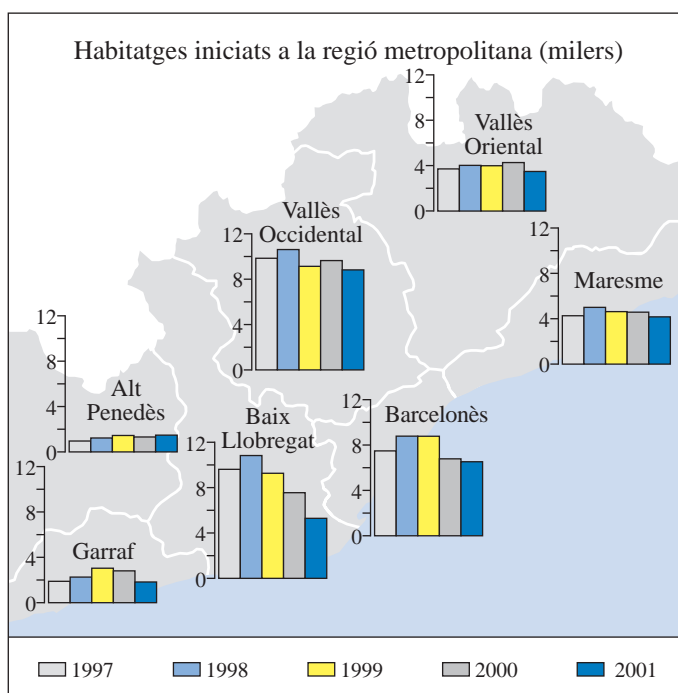 Habitatges iniciats a la regió metropolitana (milers)
12
8
4
0
Vallès
Oriental
12
8
4
0
Vallès
Occidental
12
8
4
0
Maresme
12
8
4
0
Alt
Penedès
12
8
4
0
Baix
Llobregat
12
8
4
0
Barcelonès
12
8
4
0
Garraf
1997
1998
1999
2000
2001